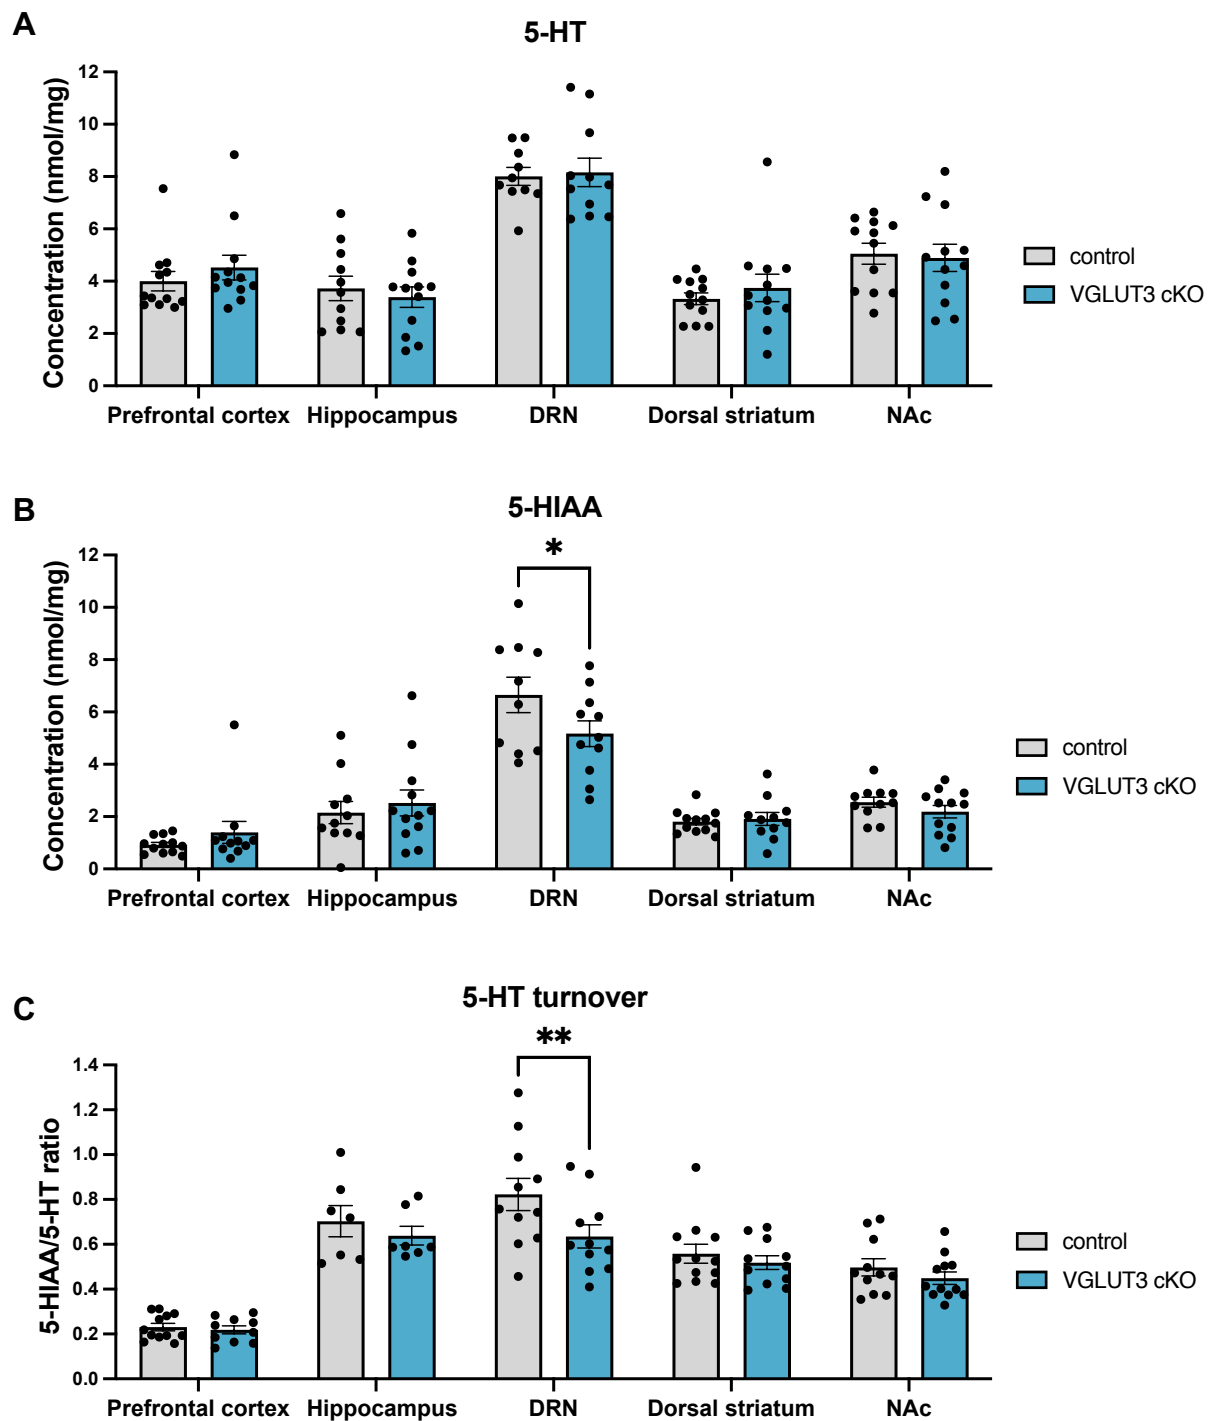 A
5-HT
Concentration (nmol/mg)
12
10
8
6
4
2
0
Prefrontal cortex Hippocampus DRN Dorsal striatum NAc
control
VGLUT3 cKO
B
5-HIAA
*
Concentration (nmol/mg)
12
10
8
6
4
2
0
Prefrontal cortex Hippocampus DRN Dorsal striatum NAc
control
VGLUT3 cKO
C
5-HT turnover
**
5-HIAA/5-HT ratio
1.4
1.2
1.0
0.8
0.6
0.4
0.2
0.0
Prefrontal cortex Hippocampus DRN Dorsal striatum NAc
control
VGLUT3 cKO